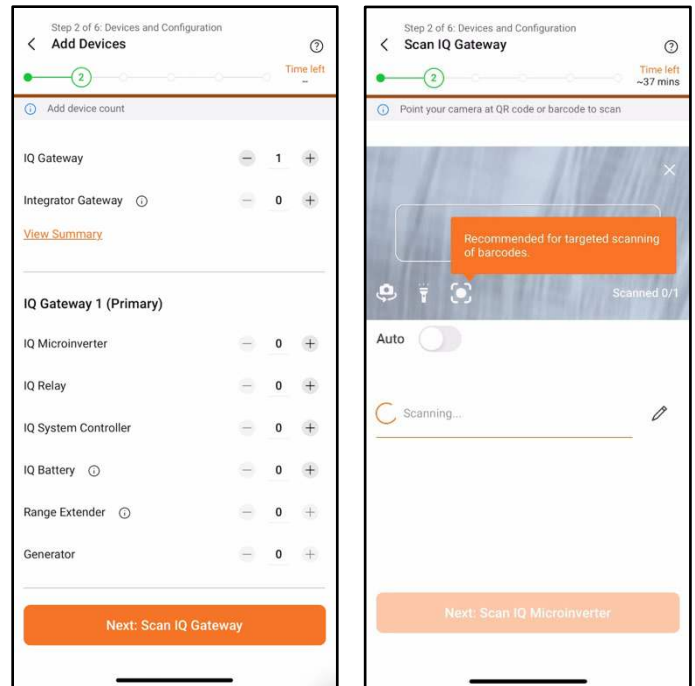 Step 2 of 6: Devices and Configuration
Add Devices
2
Time left
--
Add device count
IQ Gateway 1
Integrator Gateway 0
View Summary
IQ Gateway 1 (Primary)
IQ Microinverter 0
IQ Relay 0
IQ System Controller 0
IQ Battery 0
Range Extender 0
Generator 0
Next: Scan IQ Gateway
Step 2 of 6: Devices and Configuration
Scan IQ Gateway
2
Time left
~37 mins
Point your camera at QR code or barcode to scan
Recommended for targeted scanning
of barcodes.
Scanned 0/1
Auto
Scanning...
Next: Scan IQ Microinverter